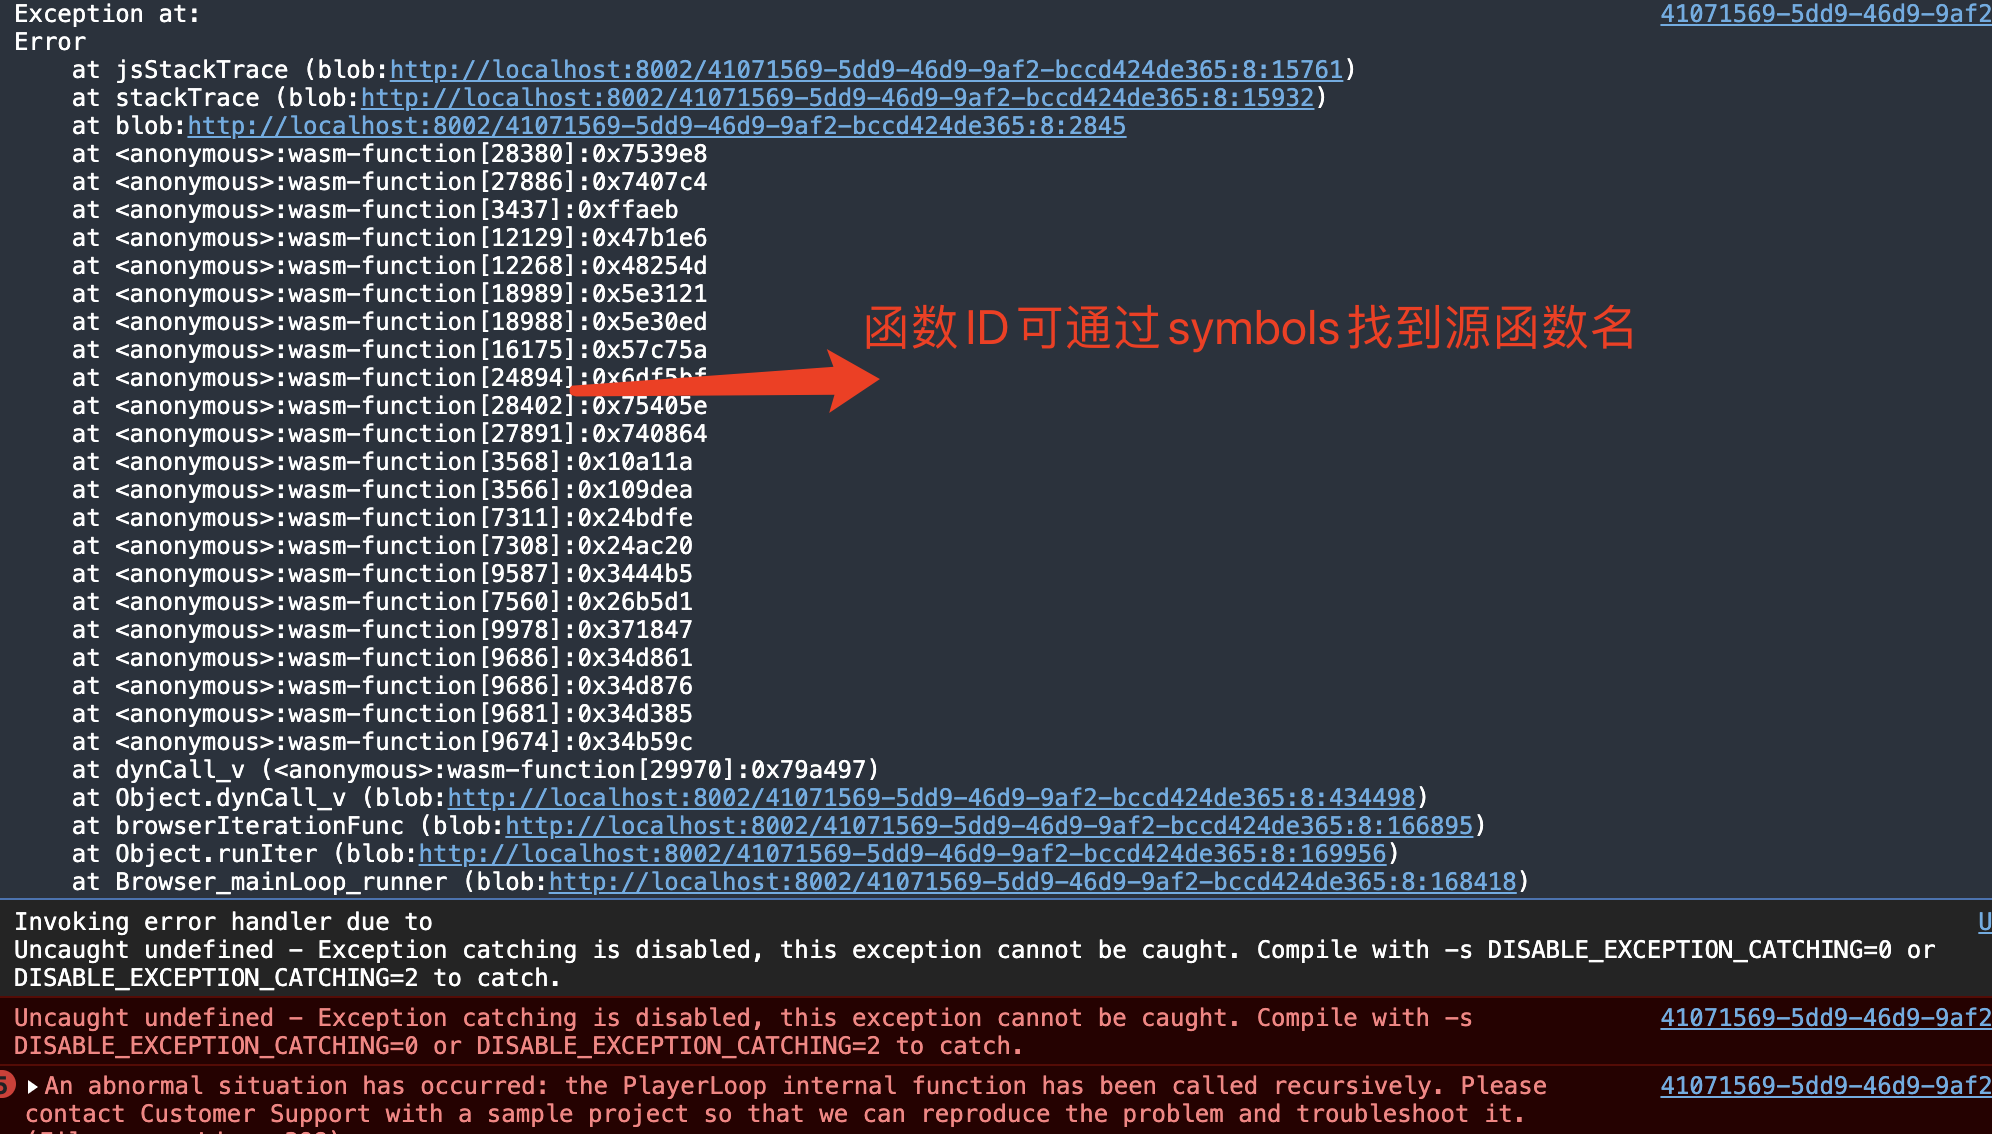 Exception at:
41071569-5dd9-46d9-9af2
Error
at jsStackTrace (blob:http://localhost:8002/41071569-5dd9-46d9-9af2-bccd424de365:8:15761)
at stackTrace (blob:http://localhost:8002/41071569-5dd9-46d9-9af2-bccd424de365:8:15932)
at blob:http://localhost:8002/41071569-5dd9-46d9-9af2-bccd424de365:8:2845
at <anonymous>:wasm-function[28380]:0x7539e8
at <anonymous>:wasm-function[27886]:0x7407c4
at <anonymous>:wasm-function[3437]:0xffaeb
at <anonymous>:wasm-function[12129]:0x47b1e6
at <anonymous>:wasm-function[12268]:0x48254d
at <anonymous>:wasm-function[18989]:0x5e3121
at <anonymous>:wasm-function[18988]:0x5e30ed
函数ID可通过symbols找到源函数名
at <anonymous>:wasm-function[16175]:0x57c75a
at <anonymous>:wasm-function[24894]:0x6df5bf
at <anonymous>:wasm-function[28402]:0x75405e
at <anonymous>:wasm-function[27891]:0x740864
at <anonymous>:wasm-function[3568]:0x10a11a
at <anonymous>:wasm-function[3566]:0x109dea
at <anonymous>:wasm-function[7311]:0x24bdfe
at <anonymous>:wasm-function[7308]:0x24ac20
at <anonymous>:wasm-function[9587]:0x3444b5
at <anonymous>:wasm-function[7560]:0x26b5d1
at <anonymous>:wasm-function[9978]:0x371847
at <anonymous>:wasm-function[9686]:0x34d861
at <anonymous>:wasm-function[9686]:0x34d876
at <anonymous>:wasm-function[9681]:0x34d385
at <anonymous>:wasm-function[9674]:0x34b59c
at dynCall_v (<anonymous>:wasm-function[29970]:0x79a497)
at Object.dynCall_v (blob:http://localhost:8002/41071569-5dd9-46d9-9af2-bccd424de365:8:434498)
at browserIterationFunc (blob:http://localhost:8002/41071569-5dd9-46d9-9af2-bccd424de365:8:166895)
at Object.runIter (blob:http://localhost:8002/41071569-5dd9-46d9-9af2-bccd424de365:8:169956)
at Browser_mainLoop_runner (blob:http://localhost:8002/41071569-5dd9-46d9-9af2-bccd424de365:8:168418)
Invoking error handler due to
U
Uncaught undefined - Exception catching is disabled, this exception cannot be caught. Compile with -s DISABLE_EXCEPTION_CATCHING=0 or
DISABLE_EXCEPTION_CATCHING=2 to catch.
Uncaught undefined - Exception catching is disabled, this exception cannot be caught. Compile with -s
41071569-5dd9-46d9-9af2
DISABLE_EXCEPTION_CATCHING=0 or DISABLE_EXCEPTION_CATCHING=2 to catch.
5
An abnormal situation has occurred: the PlayerLoop internal function has been called recursively. Please
41071569-5dd9-46d9-9af2
contact Customer Support with a sample project so that we can reproduce the problem and troubleshoot it.